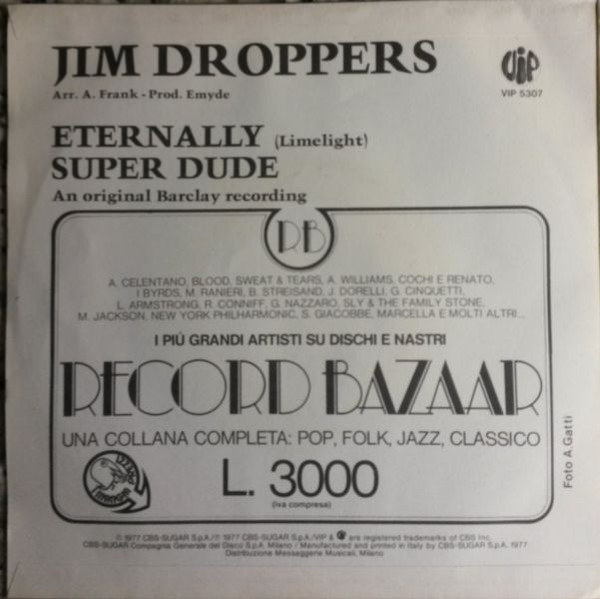 JIM DROPPERS
Arr. A. Frank - Prod. Emyde
VIP
VIP 5307
ETERNALLY (Limelight)
SUPER DUDE
An original Barclay recording
RB
A. CELENTANO, BLOOD, SWEAT & TEARS, A. WILLIAMS, COCHI E RENATO,
I BYRDS, M. RANIERI, B. STREISAND, J. DORELLI, G. CINQUETTI,
L. ARMSTRONG, R. CONNIFF, G. NAZZARO, SLY & THE FAMILY STONE,
M. JACKSON, NEW YORK PHILHARMONIC, S. GIACOBBE, MARCELLA E MOLTI ALTRI...
I PIÚ GRANDI ARTISTI SU DISCHI E NASTRI
RECORD BAZAAR
UNA COLLANA COMPLETA: POP, FOLK, JAZZ, CLASSICO
L. 3000
(iva compresa)
Foto A.Gatti
© 1977 CBS-SUGAR S.p.A./℗ 1977 CBS-SUGAR S.p.A./VIP & are registered trademarks of CBS Inc.
CBS-SUGAR Compagnia Generale del Disco S.p.A. Milano / Manufactured and printed in Italy by CBS-SUGAR S.p.A. 1977
Distribuzione Messaggerie Musicali, Milano